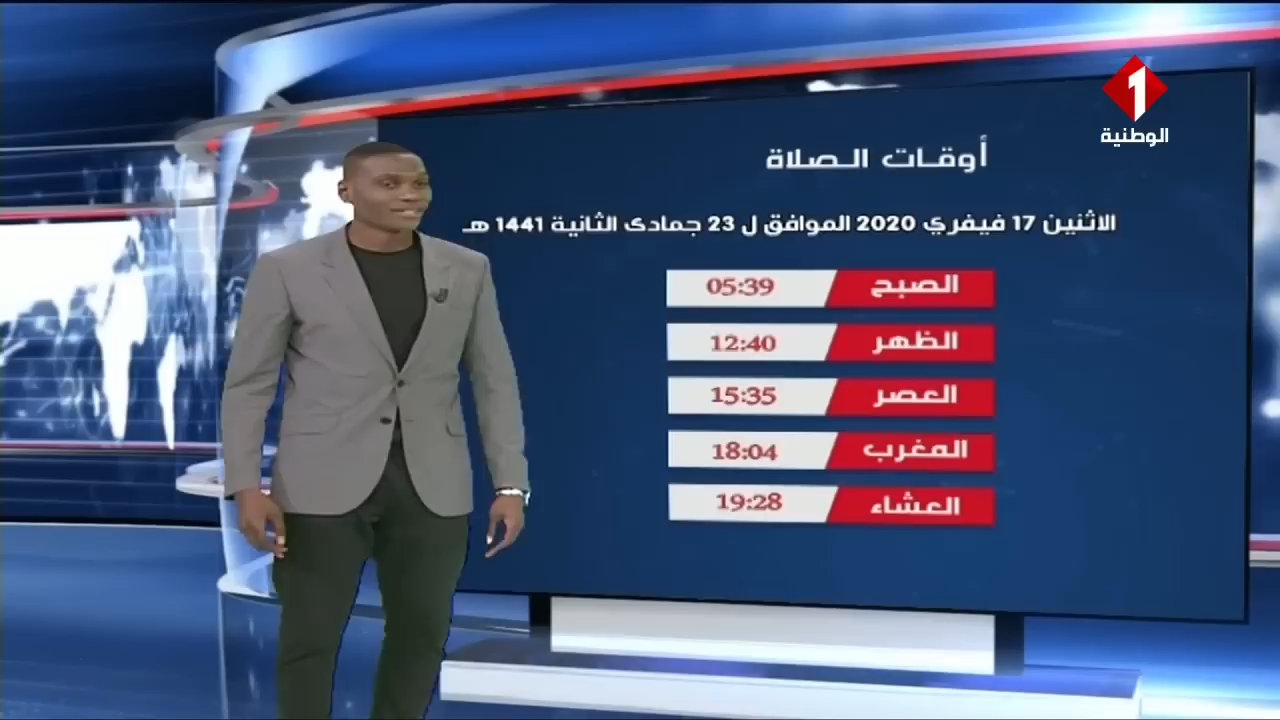 1
الوطنية
أوقات الصلاة
الاثنين 17 فيفري 2020 الموافق ل 23 جمادى الثانية 1441 هـ
الصبح 05:39
الظهر 12:40
العصر 15:35
المغرب 18:04
العشاء 19:28